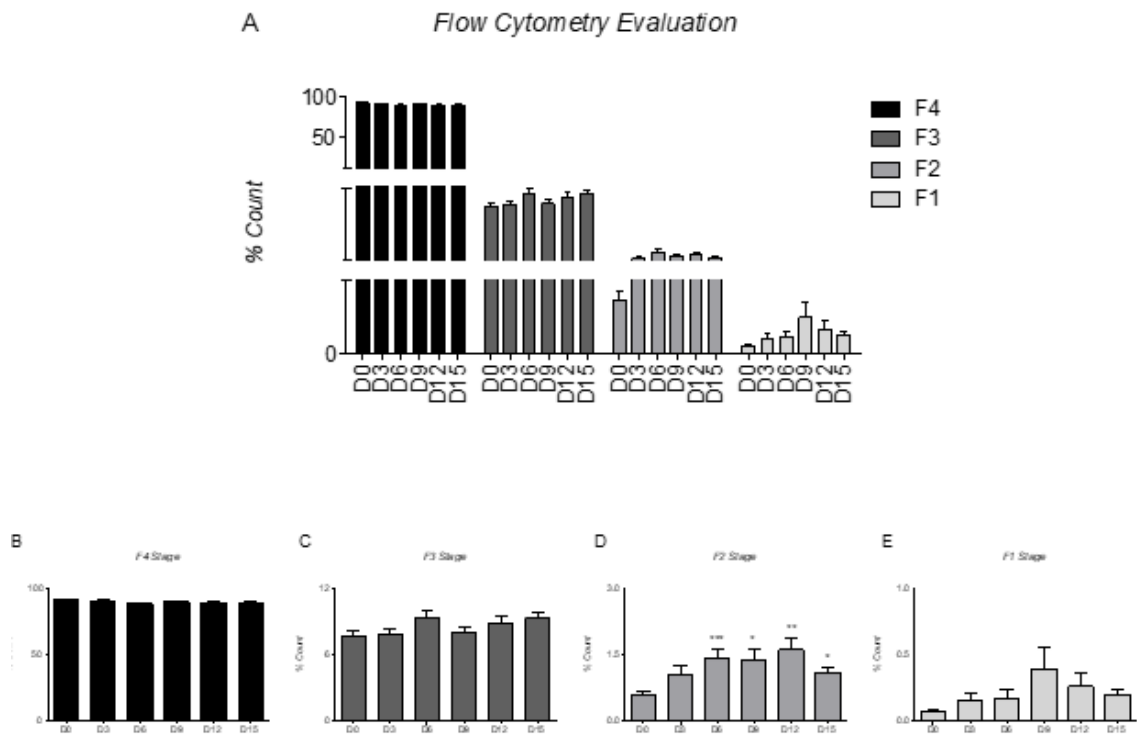 A Flow Cytometry Evaluation
100
50
0
% Count
F4
F3
F2
F1
D0 D3 D6 D9 D12 D15 D0 D3 D6 D9 D12 D15 D0 D3 D6 D9 D12 D15 D0 D3 D6 D9 D12 D15
B
F4 Stage
100
50
0
D0 D3 D6 D9 D12 D15
C
F3 Stage
12
6
0
% Count
D0 D3 D6 D9 D12 D15
D
F2 Stage
3.0
1.5
0.0
% Count
*** * ** *
D0 D3 D6 D9 D12 D15
E
F1 Stage
1.0
0.5
0.0
% Count
D0 D3 D6 D9 D12 D15